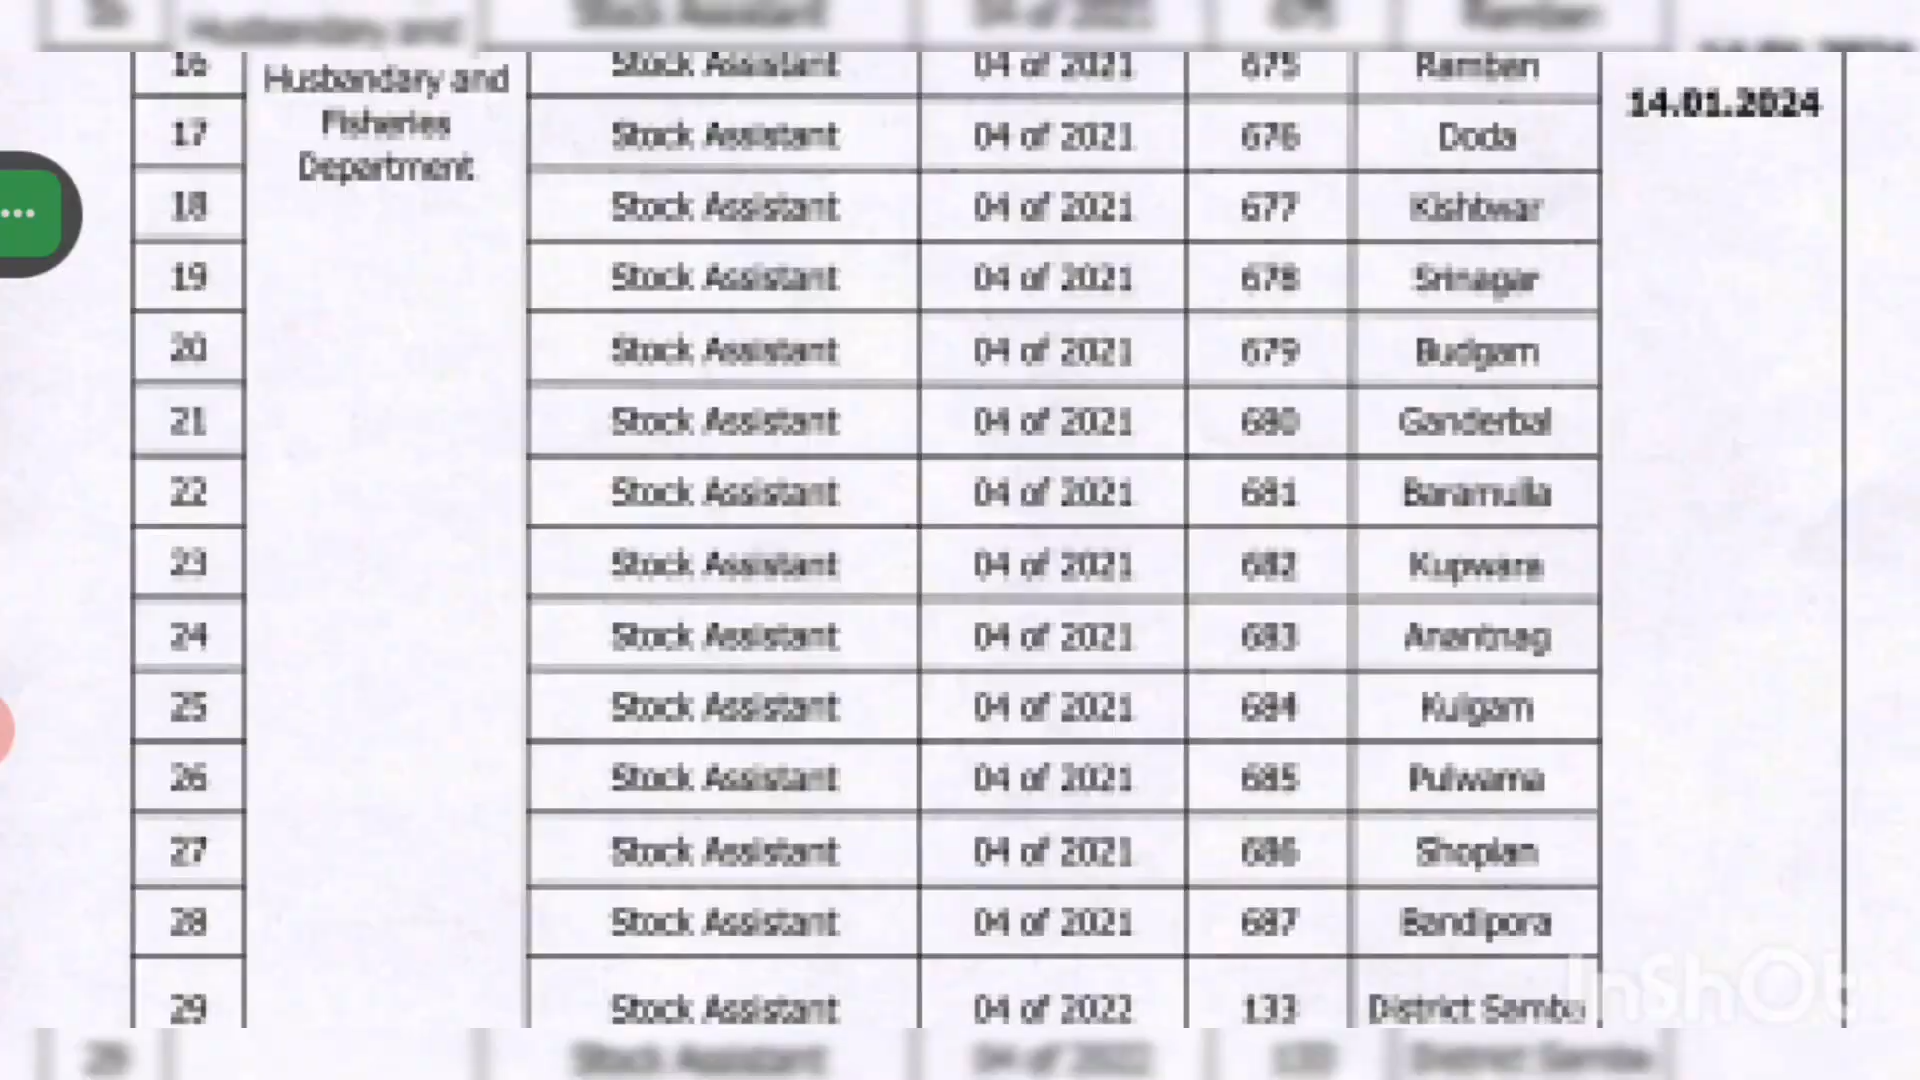 16 Stock Assistant 04 of 2021 675 Ramban
Husbandary and
Fisheries
Department
14.01.2024
17 Stock Assistant 04 of 2021 676 Doda
18 Stock Assistant 04 of 2021 677 Kishtwar
19 Stock Assistant 04 of 2021 678 Srinagar
20 Stock Assistant 04 of 2021 679 Budgam
21 Stock Assistant 04 of 2021 680 Ganderbal
22 Stock Assistant 04 of 2021 681 Baramulla
23 Stock Assistant 04 of 2021 682 Kupwara
24 Stock Assistant 04 of 2021 683 Anantnag
25 Stock Assistant 04 of 2021 684 Kulgam
26 Stock Assistant 04 of 2021 685 Pulwama
27 Stock Assistant 04 of 2021 686 Shopian
28 Stock Assistant 04 of 2021 687 Bandipora
29 Stock Assistant 04 of 2022 133 District Samba
InShOt